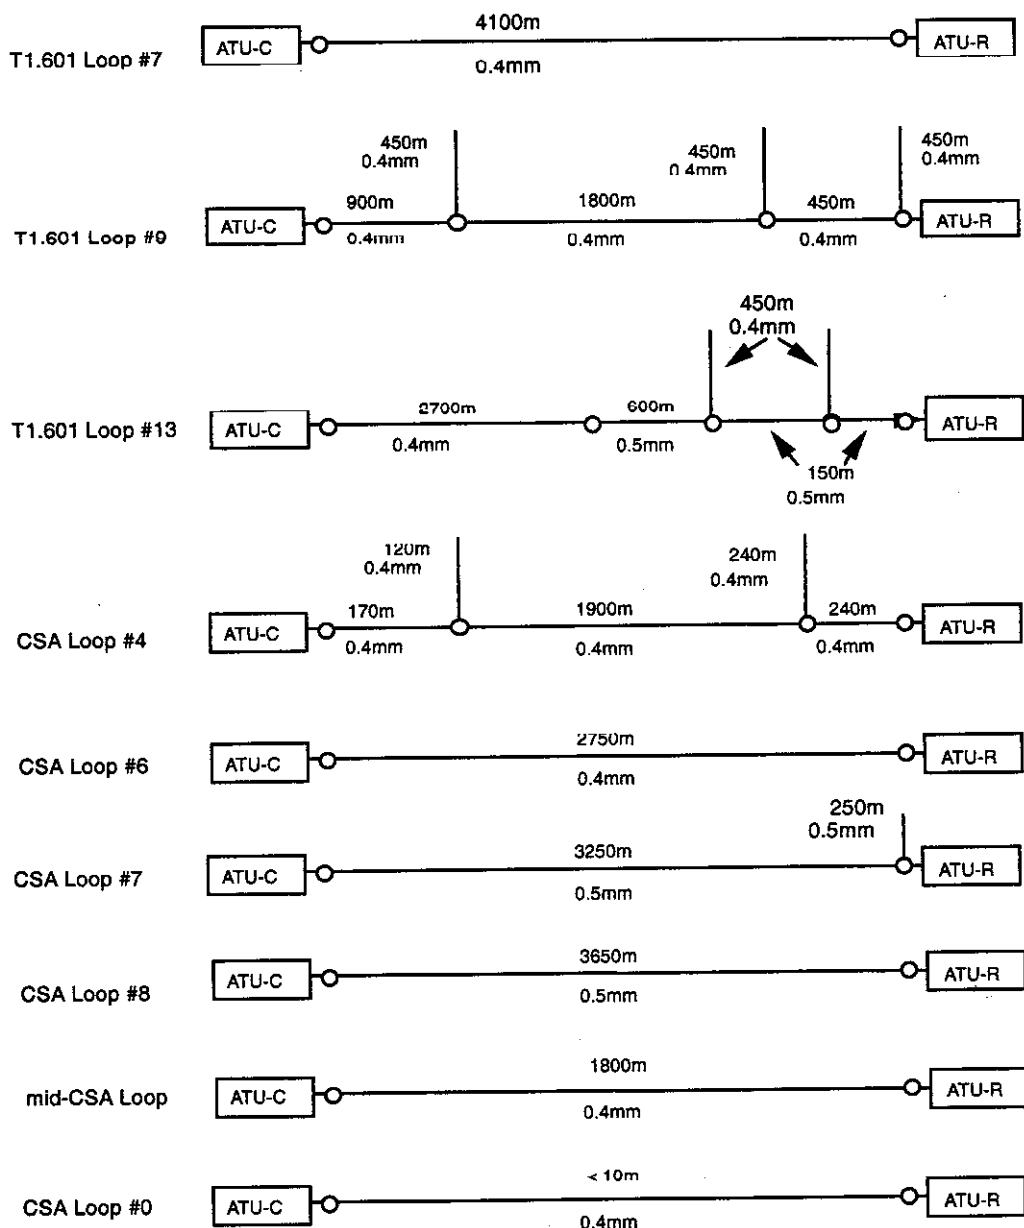 4100m
T1.601 Loop #7 ATU-C ATU-R
0.4mm
450m 450m 450m
0.4mm 0.4mm 0.4mm
900m 1800m 450m
T1.601 Loop #9 ATU-C ATU-R
0.4mm 0.4mm 0.4mm
450m
0.4mm
2700m 600m
T1.601 Loop #13 ATU-C ATU-R
0.4mm 0.5mm
150m
0.5mm
120m 240m
0.4mm 0.4mm
170m 1900m 240m
CSA Loop #4 ATU-C ATU-R
0.4mm 0.4mm 0.4mm
2750m
CSA Loop #6 ATU-C ATU-R
0.4mm
250m
0.5mm
3250m
CSA Loop #7 ATU-C ATU-R
0.5mm
3650m
CSA Loop #8 ATU-C ATU-R
0.5mm
1800m
mid-CSA Loop ATU-C ATU-R
0.4mm
< 10m
CSA Loop #0 ATU-C ATU-R
0.4mm